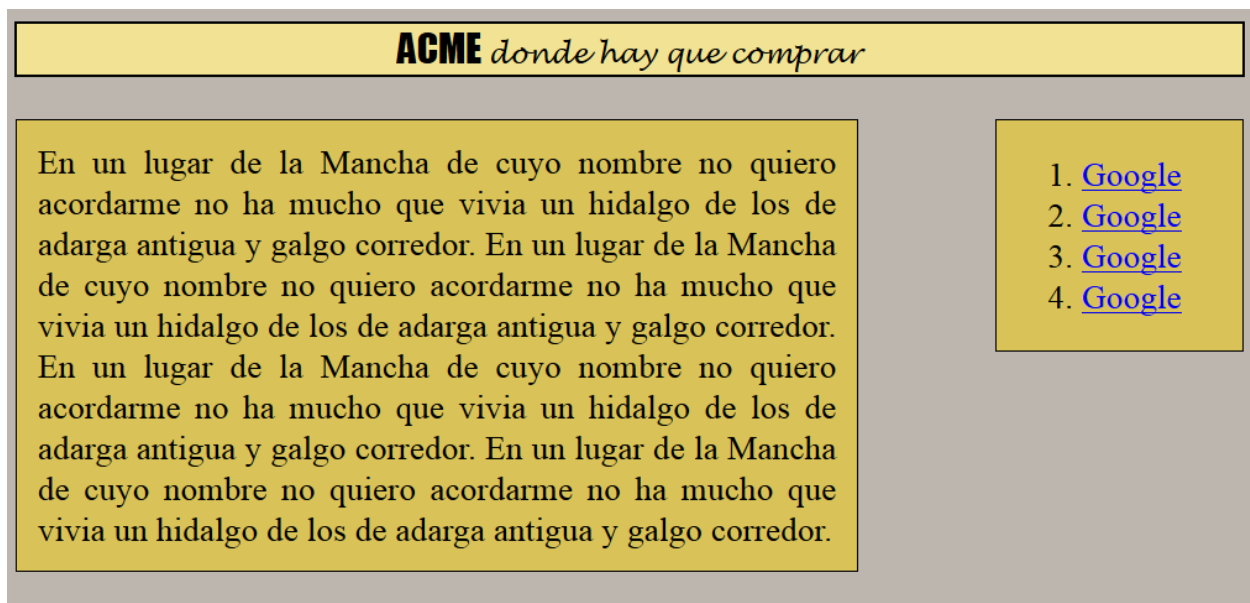 ACME donde hay que comprar
En un lugar de la Mancha de cuyo nombre no quiero
acordarme no ha mucho que vivia un hidalgo de los de
adarga antigua y galgo corredor. En un lugar de la Mancha
de cuyo nombre no quiero acordarme no ha mucho que
vivia un hidalgo de los de adarga antigua y galgo corredor.
En un lugar de la Mancha de cuyo nombre no quiero
acordarme no ha mucho que vivia un hidalgo de los de
adarga antigua y galgo corredor. En un lugar de la Mancha
de cuyo nombre no quiero acordarme no ha mucho que
vivia un hidalgo de los de adarga antigua y galgo corredor.
1. Google
2. Google
3. Google
4. Google